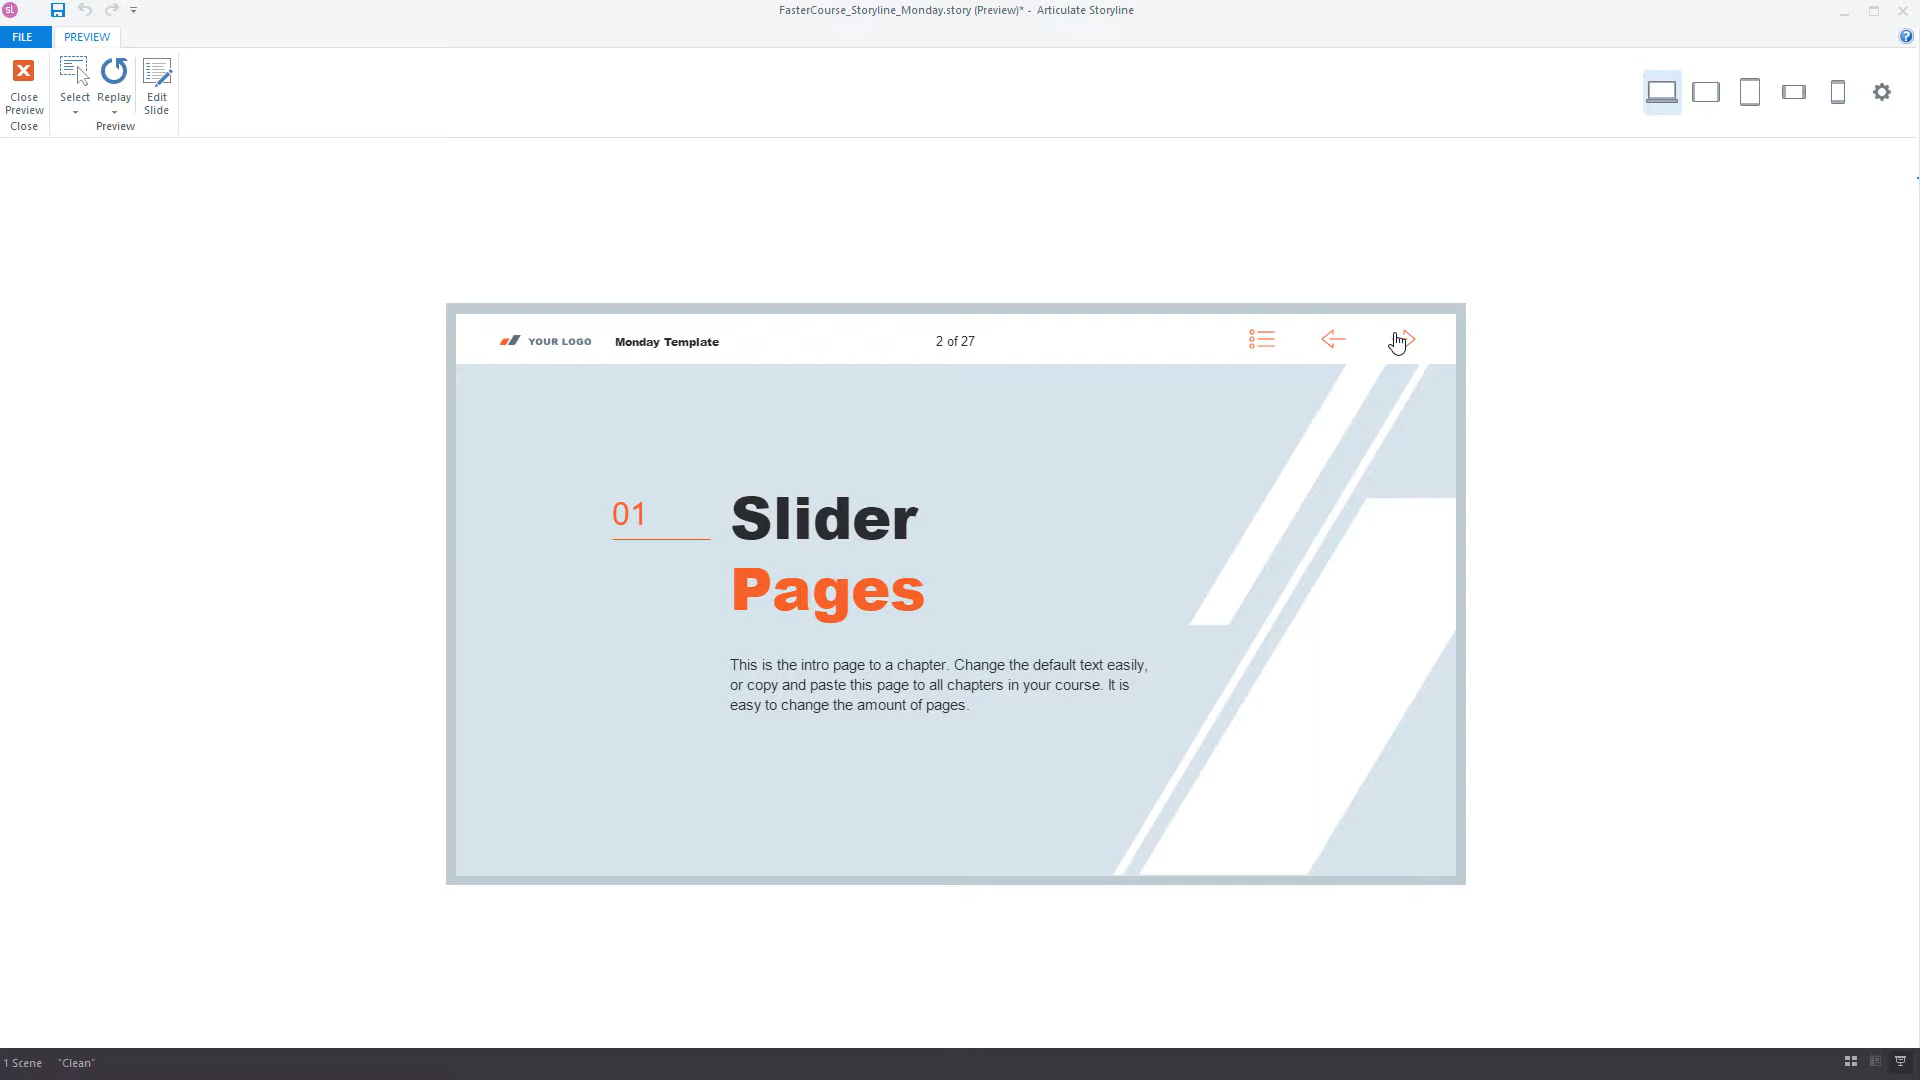 FasterCourse_Storyline_Monday.story (Preview)* -  Articulate Storyline
FILE
PREVIEW
Close Preview
Select
Replay
Edit Slide
Close
Preview
YOUR LOGO
Monday Template
2 of 27
01
Slider
Pages
This is the intro page to a chapter. Change the default text easily,
or copy and paste this page to all chapters in your course. It is
easy to change the amount of pages.
1 Scene
"Clean"